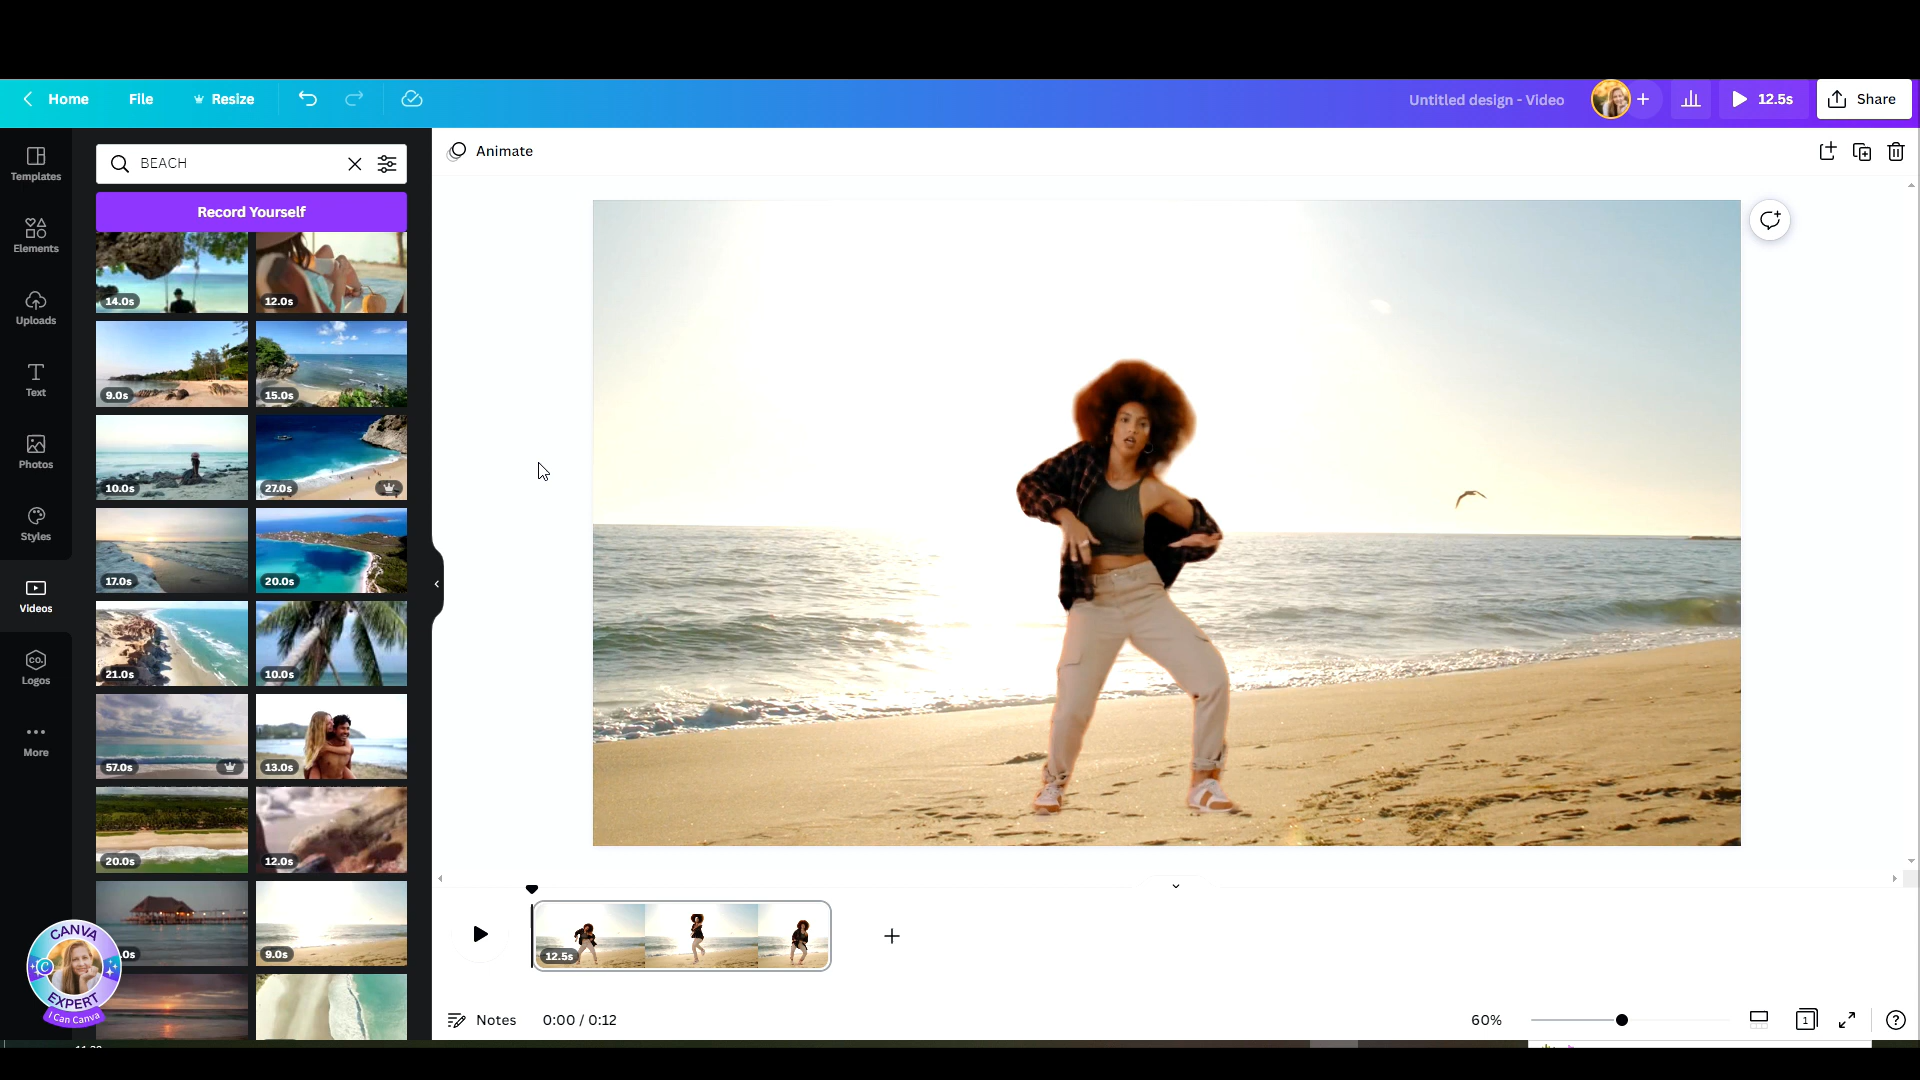 Home File Resize Untitled design - Video + 12.5s Share
Templates
Elements
Uploads
Text
Photos
Styles
Videos
CO.
Logos
More
BEACH
Record Yourself
14.0s 12.0s
9.0s 15.0s
10.0s 27.0s
17.0s 20.0s
21.0s 10.0s
57.0s 13.0s
20.0s 12.0s
.0s 9.0s
CANVA
C
EXPERT
I Can Canva
Animate
12.5s
Notes 0:00 / 0:12 60% 1 ?